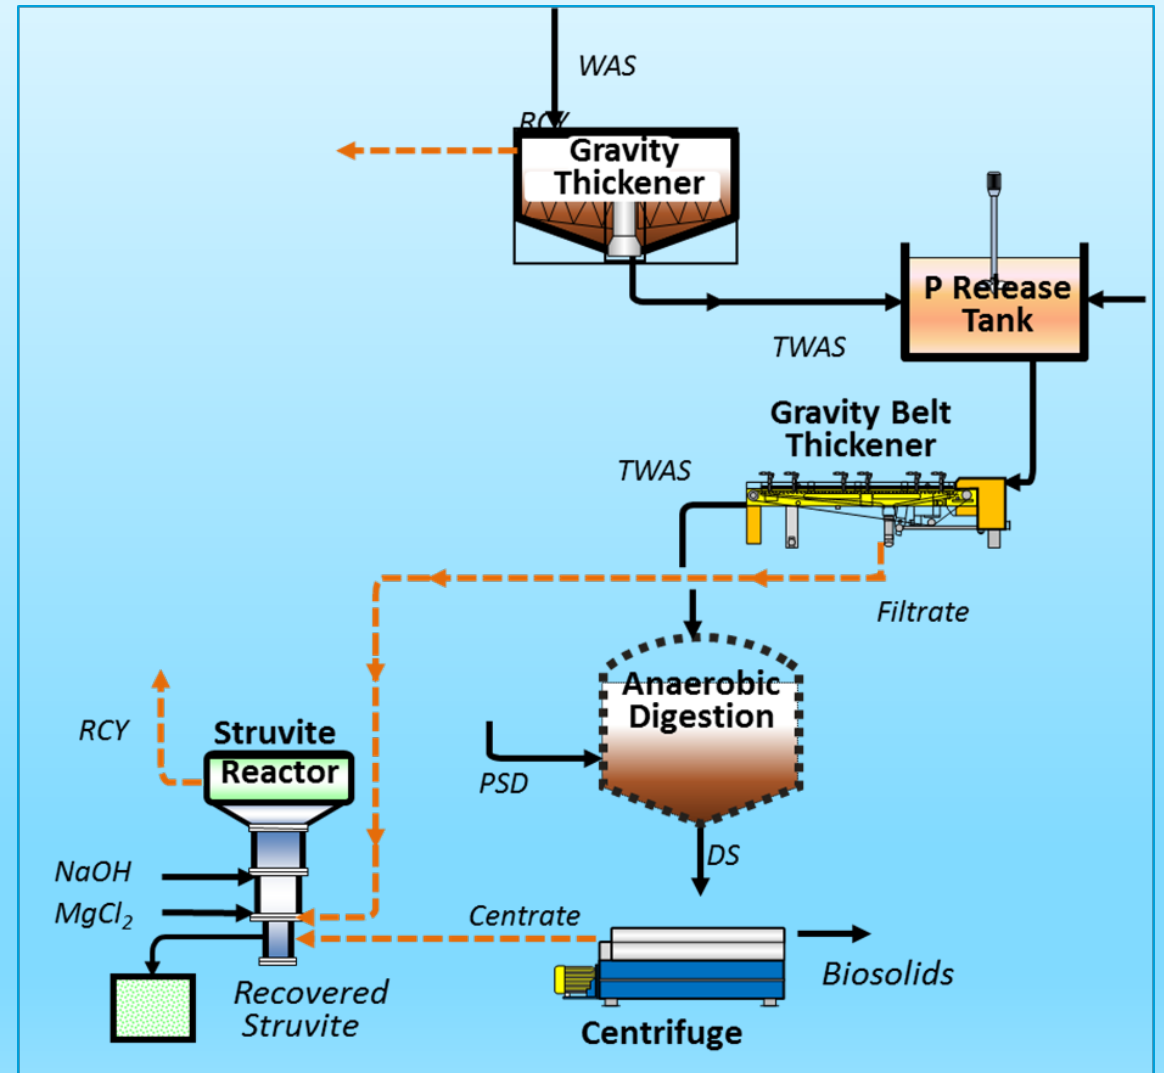 WAS
RCY
Gravity
Thickener
P Release
Tank
TWAS
Gravity Belt
Thickener
TWAS
Filtrate
Anaerobic
Digestion
RCY
Struvite
Reactor
PSD
DS
NaOH
MgCl₂
Centrate
Biosolids
Recovered
Struvite
Centrifuge